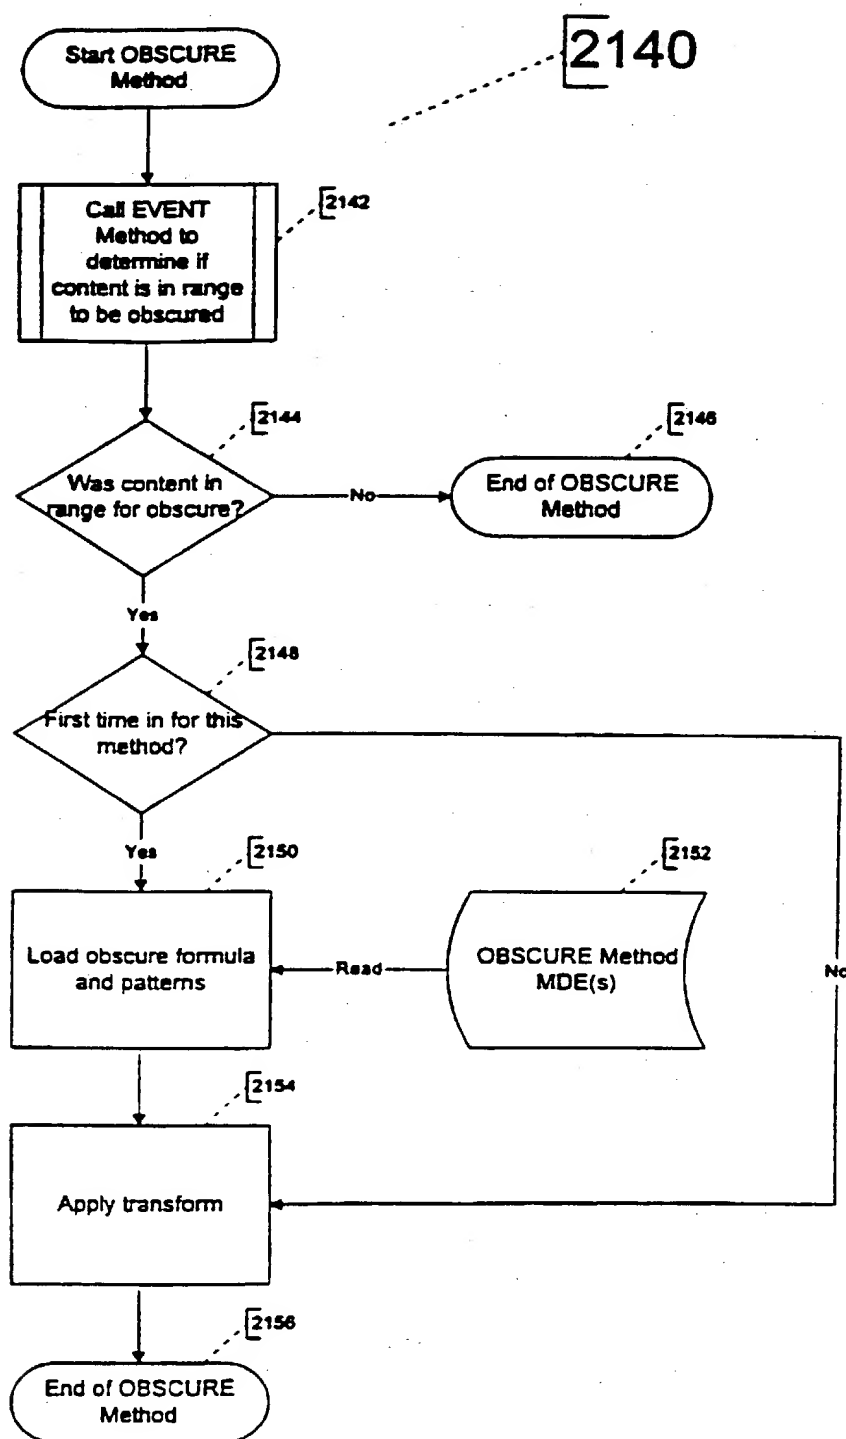 Start OBSCURE
Method
2140
Call EVENT
Method to
determine if
content is in range
to be obscured
2142
2144
Was content in
range for obscure?
No
2146
End of OBSCURE
Method
Yes
2148
First time in for this
method?
Yes
2150
2152
Load obscure formula
and patterns
Read
OBSCURE Method
MDE(s)
No
2154
Apply transform
2156
End of OBSCURE
Method